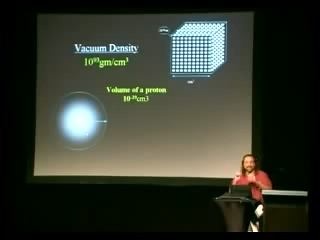 Vacuum Density
10⁹³gm/cm³
Volume of a proton
10⁻³⁹cm3